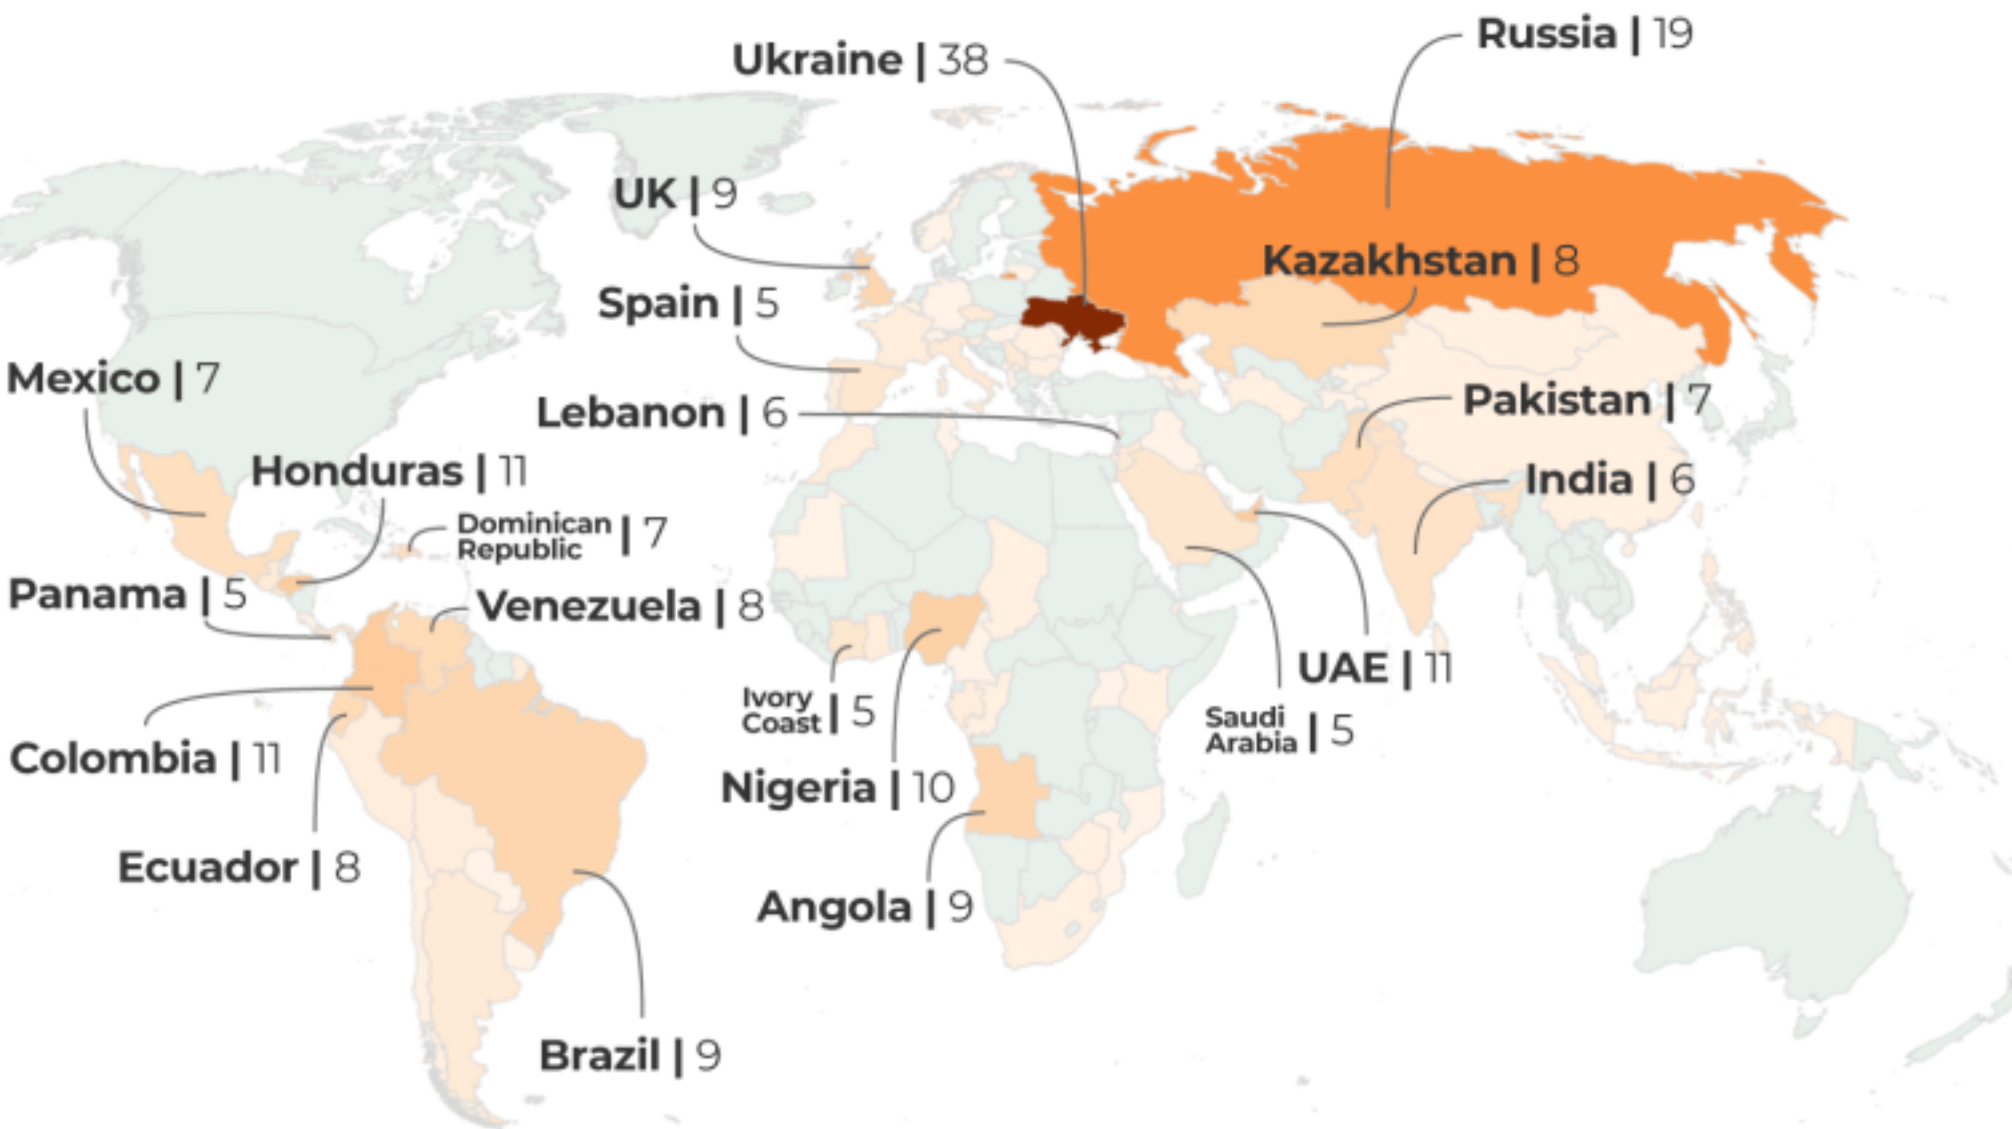 Russia | 19
Ukraine | 38
UK | 9
Kazakhstan | 8
Spain | 5
Mexico | 7
Pakistan | 7
Lebanon | 6
Honduras | 11
India | 6
Dominican
Republic | 7
Panama | 5
Venezuela | 8
UAE | 11
Ivory
Coast | 5
Saudi
Arabia | 5
Colombia | 11
Nigeria | 10
Ecuador | 8
Angola | 9
Brazil | 9